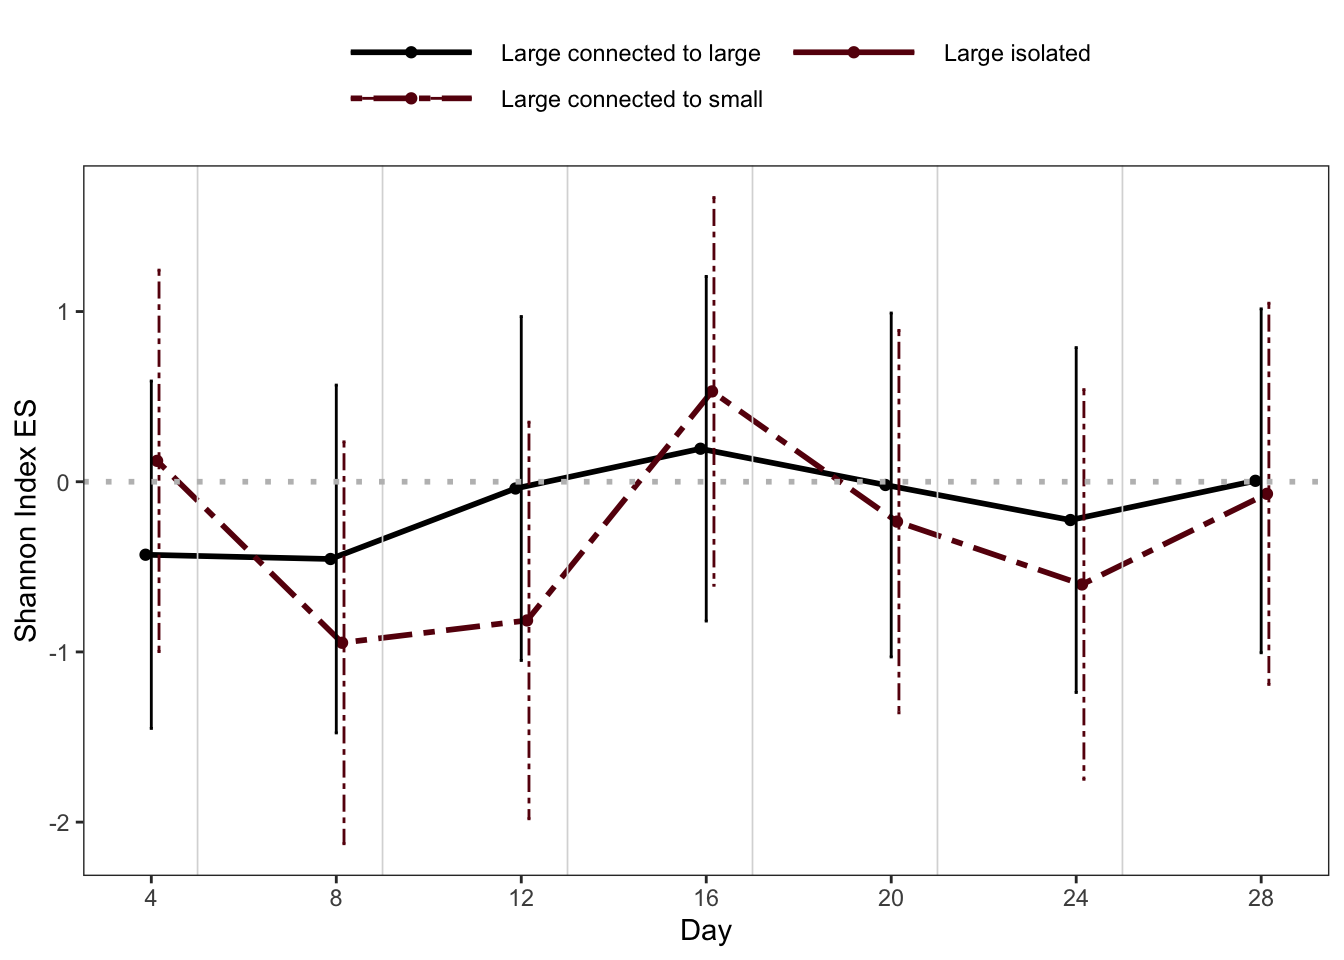 Large connected to large
Large isolated
Large connected to small
Shannon Index ES
1
0
-1
-2
4
8
12
16
20
24
28
Day